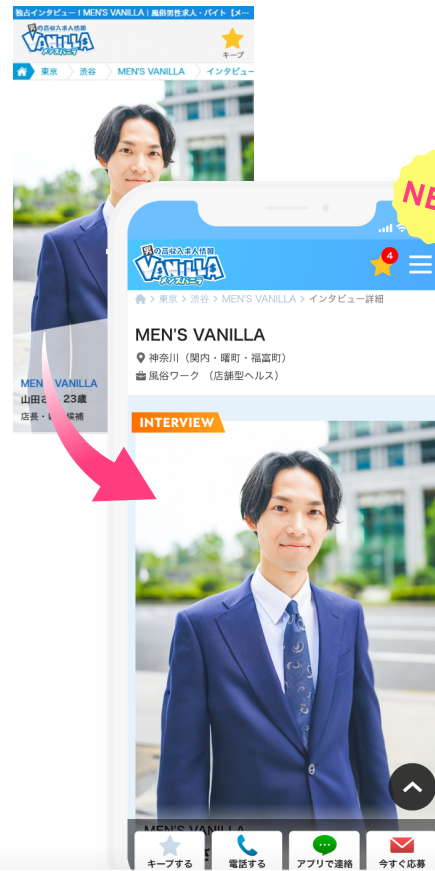 独占インタビュー！MEN'S VANILLA｜風俗男性求人・バイト【メ…
男の高収入求人情報
VANILLA
メンズバニラ
キープ
東京
渋谷
MEN'S VANILLA
インタビュー
MEN VANILLA
山田さ 23歳
店長・ 候補
NE
男の高収入求人情報
VANILLA
メンズバニラ
4
東京 > 渋谷 > MEN'S VANILLA > インタビュー詳細
MEN'S VANILLA
神奈川（関内・曙町・福富町）
風俗ワーク （店舗型ヘルス）
INTERVIEW
MEN'S VANILLA
キープする
電話する
アプリで連絡
今すぐ応募